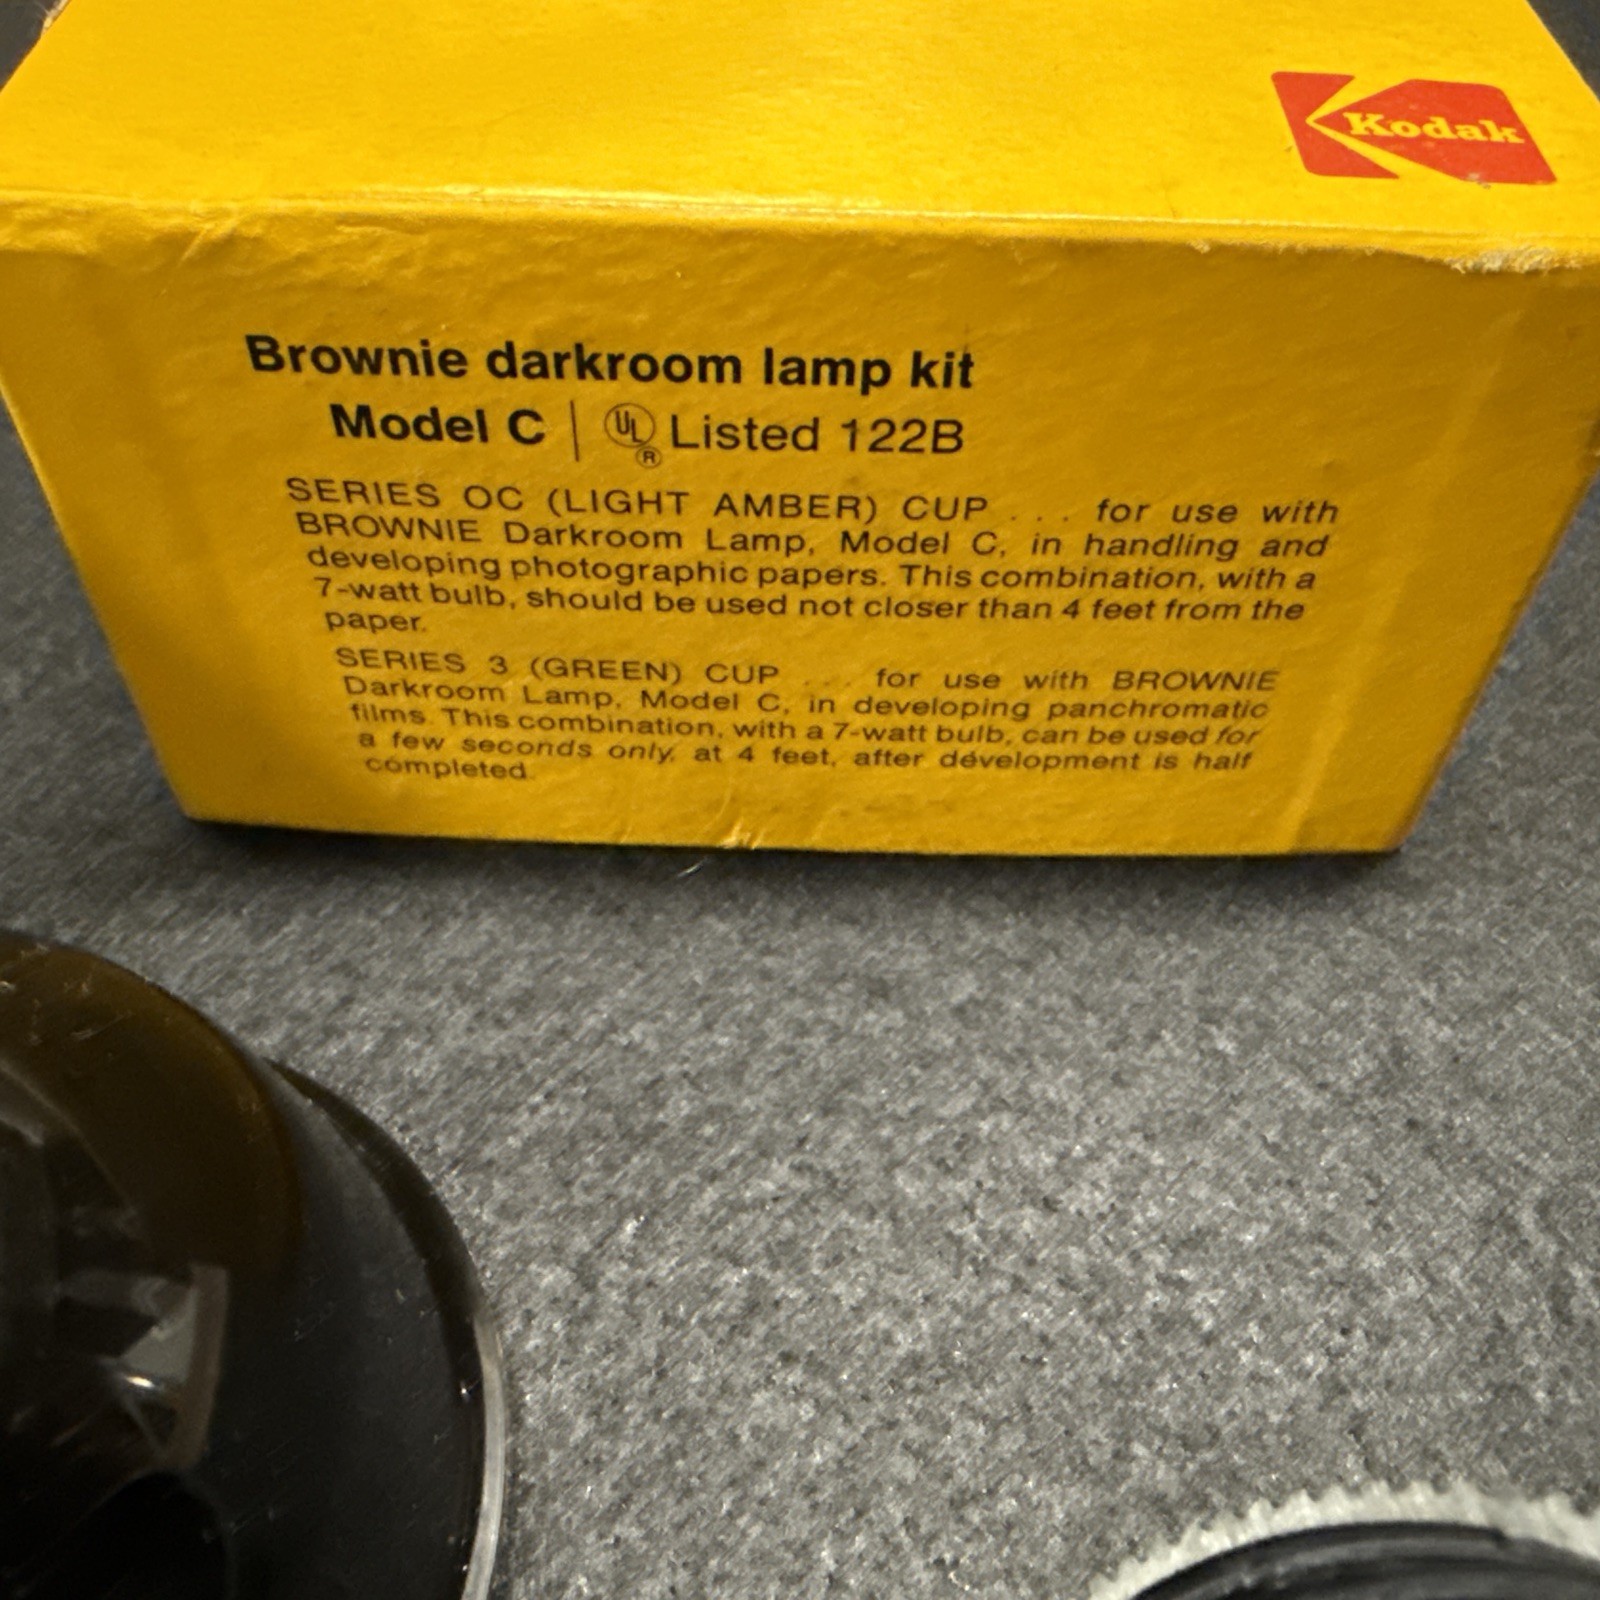 Kodak
Brownie darkroom lamp kit
Model C | UL ® Listed 122B
SERIES OC (LIGHT AMBER) CUP ... for use with
BROWNIE Darkroom Lamp, Model C, in handling and
developing photographic papers. This combination, with a
7-watt bulb, should be used not closer than 4 feet from the
paper.
SERIES 3 (GREEN) CUP ... for use with BROWNIE
Darkroom Lamp, Model C, in developing panchromatic
films. This combination, with a 7-watt bulb, can be used for
a few seconds only, at 4 feet, after development is half
completed.